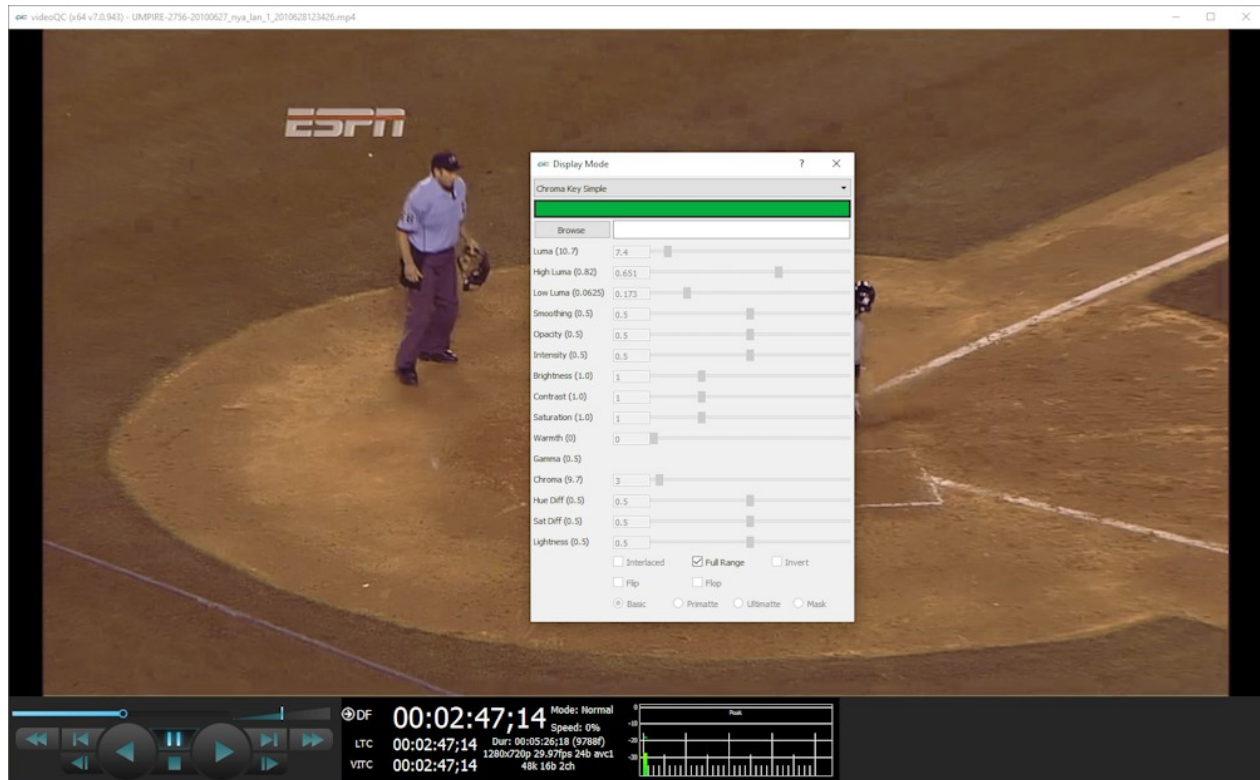 videoQC (x64 v7.0.943) - UMPIRE-2756-20100627_nya_lan_1_2010628123426.mp4
ESPN
Display Mode
Chroma Key Simple
Browse
Luma (10.7) 7.4
High Luma (0.82) 0.651
Low Luma (0.0625) 0.173
Smoothing (0.5) 0.5
Opacity (0.5) 0.5
Intensity (0.5) 0.5
Brightness (1.0) 1
Contrast (1.0) 1
Saturation (1.0) 1
Warmth (0) 0
Gamma (0.5)
Chroma (9.7) 3
Hue Diff (0.5) 0.5
Sat Diff (0.5) 0.5
Lightness (0.5) 0.5
Interlaced Full Range Invert
Flip Flop
Basic Primatte Ultimatte Mask
DF 00:02:47;14 Mode: Normal
Speed: 0%
LTC 00:02:47;14 Dur: 00:05:26;18 (9788f)
1280x720p 29.97fps 24b avc1
VITC 00:02:47;14 48k 16b 2ch
Peak
0
-10
-20
-30